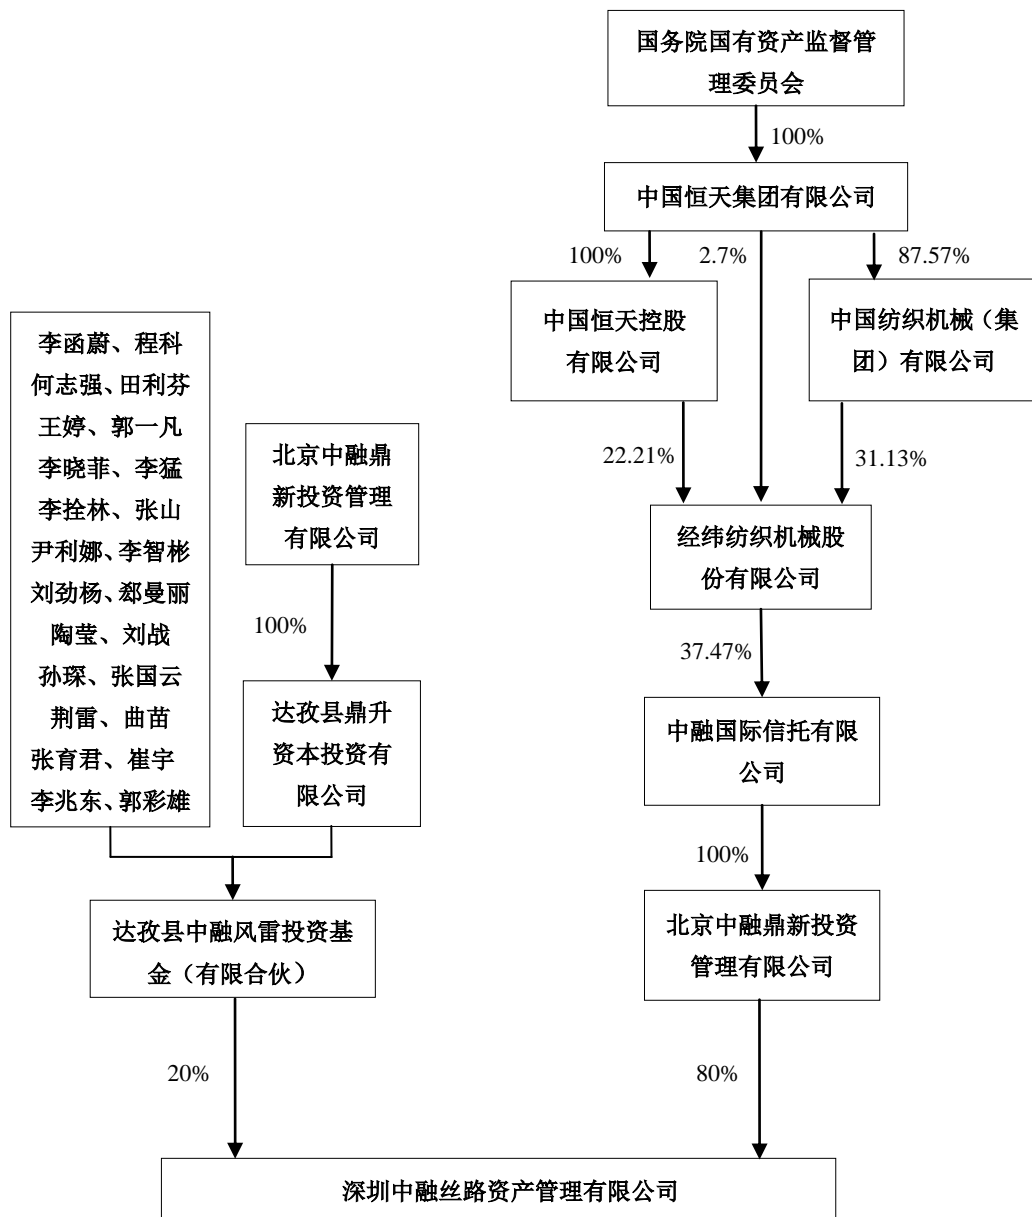 国务院国有资产监督管
理委员会
100%
中国恒天集团有限公司
100%
2.7%
87.57%
中国恒天控股
有限公司
中国纺织机械（集
团）有限公司
22.21%
31.13%
经纬纺织机械股
份有限公司
37.47%
中融国际信托有限
公司
100%
北京中融鼎新投资
管理有限公司
80%
李函蔚、程科
何志强、田利芬
王婷、郭一凡
李晓菲、李猛
李拴林、张山
尹利娜、李智彬
刘劲杨、郄曼丽
陶莹、刘战
孙琛、张国云
荆雷、曲苗
张育君、崔宇
李兆东、郭彩雄
北京中融鼎
新投资管理
有限公司
100%
达孜县鼎升
资本投资有
限公司
达孜县中融风雷投资基
金（有限合伙）
20%
深圳中融丝路资产管理有限公司